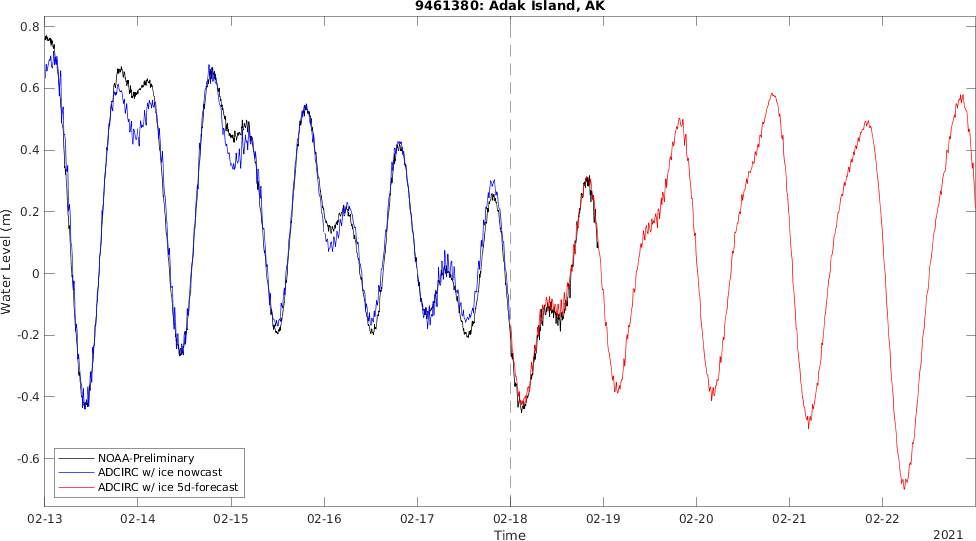 9461380: Adak Island, AK
0.8
0.6
0.4
0.2
0
-0.2
-0.4
-0.6
Water Level (m)
NOAA-Preliminary
ADCIRC w/ ice nowcast
ADCIRC w/ ice 5d-forecast
02-13 02-14 02-15 02-16 02-17 02-18 02-19 02-20 02-21 02-22
Time
2021